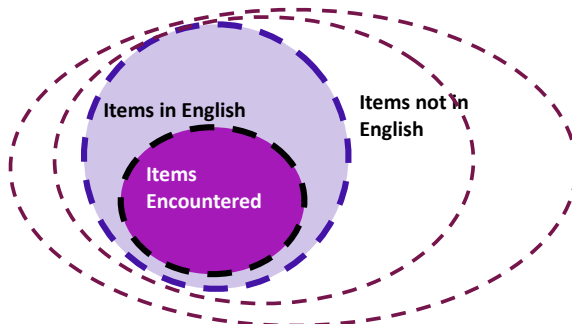 Items in English
Items not in
English
Items
Encountered